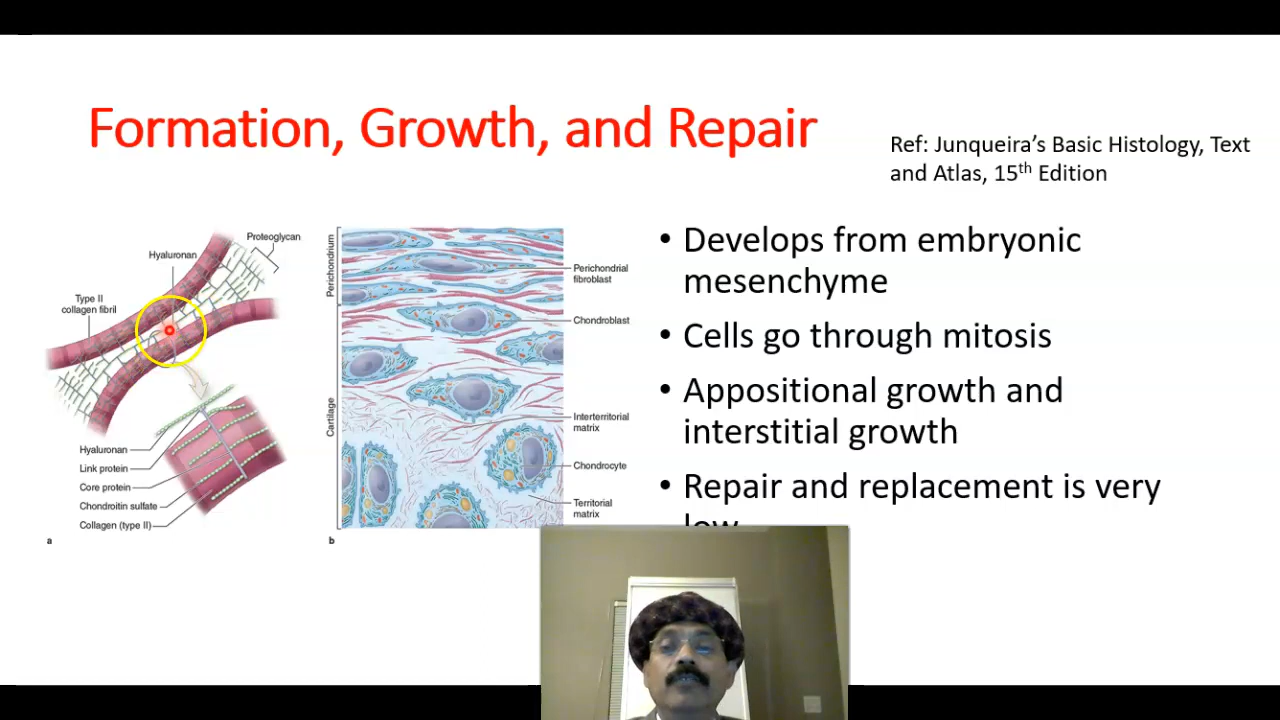 Formation, Growth, and Repair
Ref: Junqueira's Basic Histology, Text
and Atlas, 15th Edition
Proteoglycan
Hyaluronan
Type II
collagen fibril
Hyaluronan
Link protein
Core protein
Chondroitin sulfate
Collagen (type II)
a
Perichondrium
Cartilage
Perichondrial
fibroblast
Chondroblast
Interterritorial
matrix
Chondrocyte
Territorial
matrix
b
• Develops from embryonic
mesenchyme
• Cells go through mitosis
• Appositional growth and
interstitial growth
• Repair and replacement is very
low